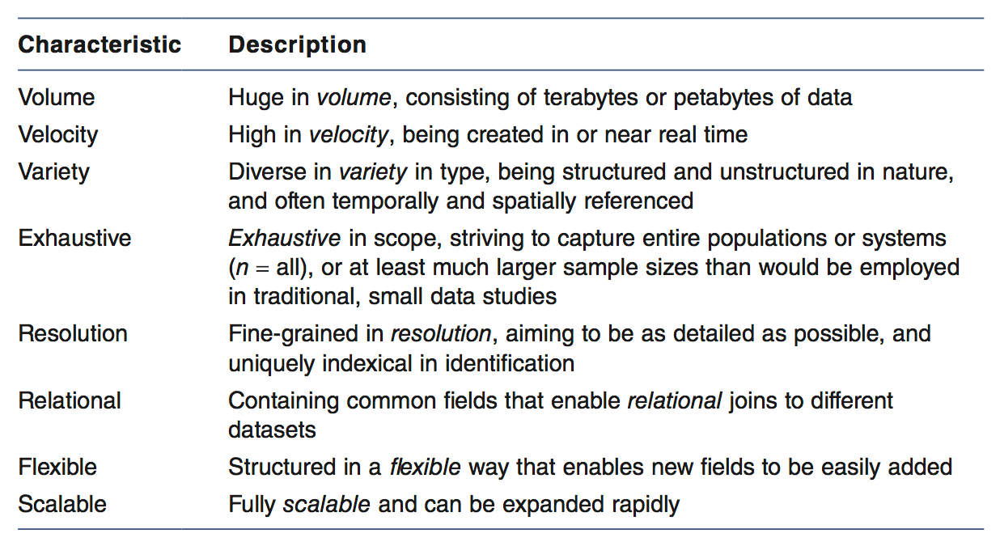 Characteristic Description
Volume Huge in volume, consisting of terabytes or petabytes of data
Velocity High in velocity, being created in or near real time
Variety Diverse in variety in type, being structured and unstructured in nature,
and often temporally and spatially referenced
Exhaustive Exhaustive in scope, striving to capture entire populations or systems
(n = all), or at least much larger sample sizes than would be employed
in traditional, small data studies
Resolution Fine-grained in resolution, aiming to be as detailed as possible, and
uniquely indexical in identification
Relational Containing common fields that enable relational joins to different
datasets
Flexible Structured in a flexible way that enables new fields to be easily added
Scalable Fully scalable and can be expanded rapidly